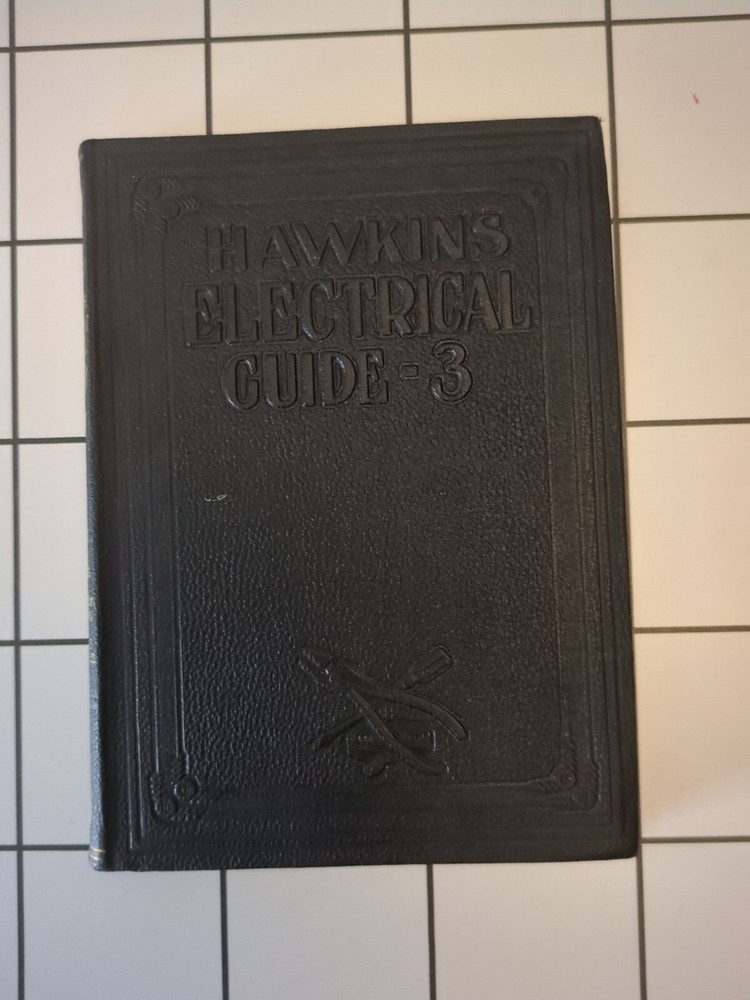 HAWKINS
ELECTRICAL
GUIDE - 3